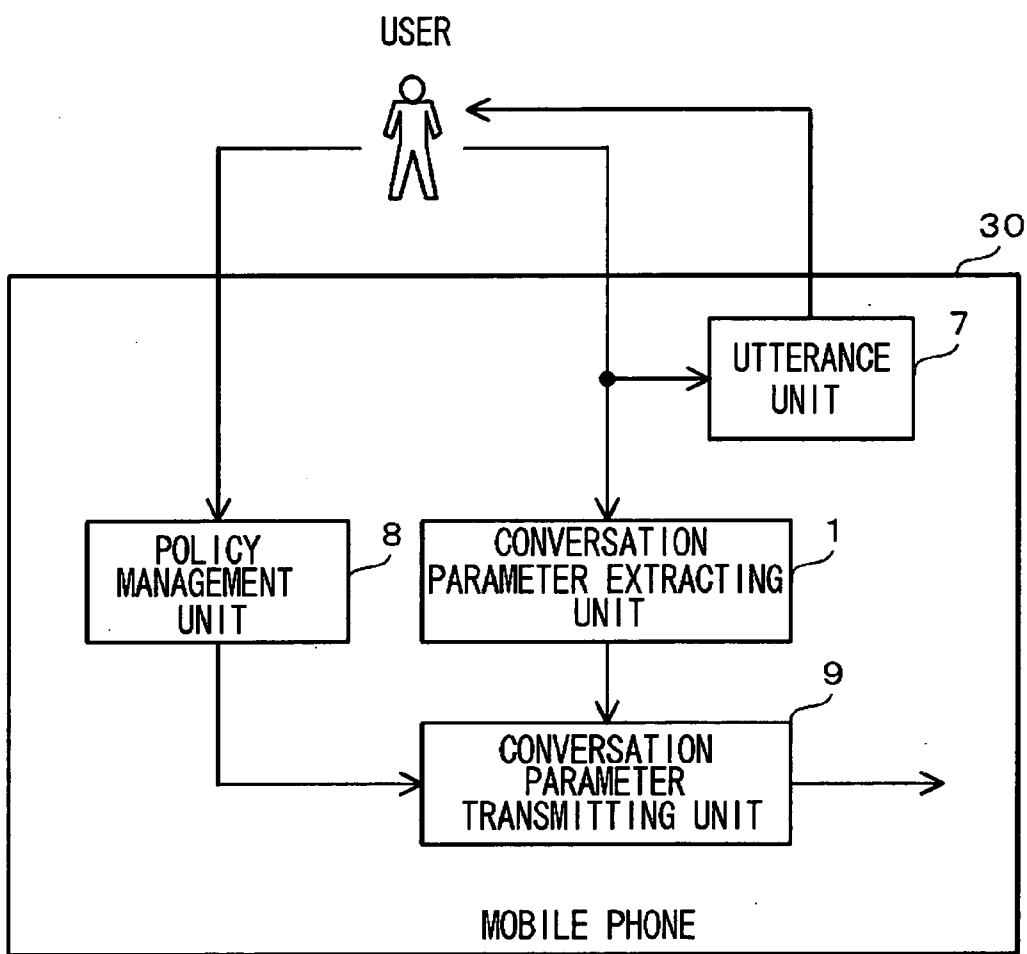 USER
30
7
UTTERANCE
UNIT
POLICY
MANAGEMENT
UNIT
8
CONVERSATION
PARAMETER EXTRACTING
UNIT
1
9
CONVERSATION
PARAMETER
TRANSMITTING UNIT
MOBILE PHONE